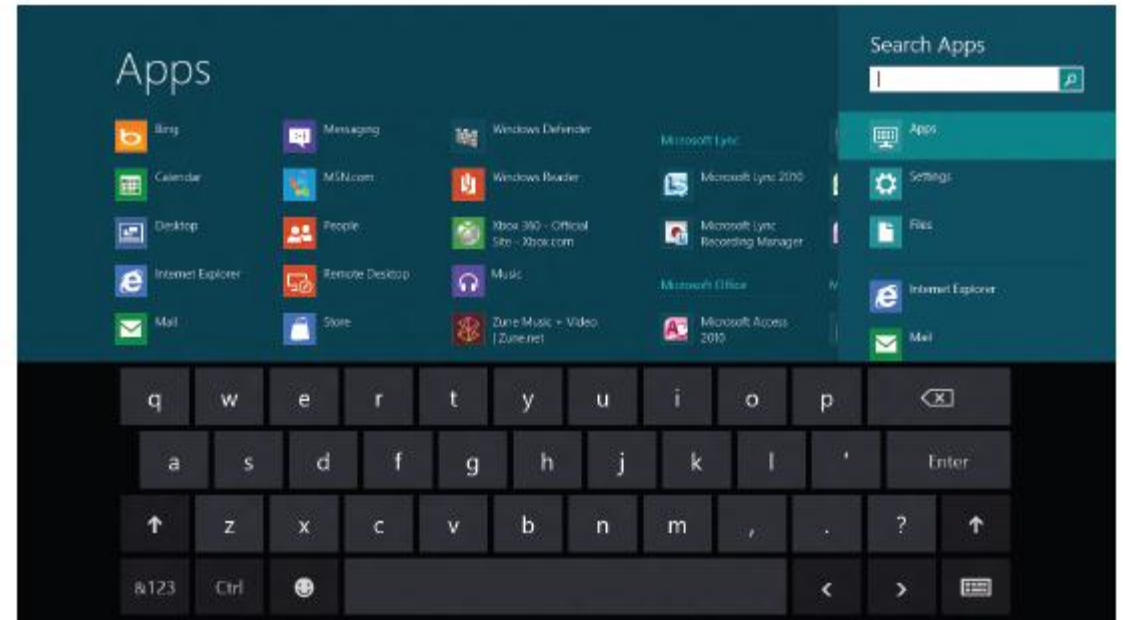 Apps
Bing
Calendar
Desktop
Internet Explorer
Mail
Messaging
MSN.com
People
Remote Desktop
Store
Windows Defender
Windows Reader
Xbox 360 - Official
Site - Xbox.com
Music
Zune Music + Video
| Zune.net
Microsoft Lync
Microsoft Lync 2010
Microsoft Lync
Recording Manager
Microsoft Office
Microsoft Access
2010
M
Search Apps
Apps
Settings
Files
Internet Explorer
Mail
q w e r t y u i o p
a s d f g h j k l ' Enter
z x c v b n m , . ?
&123 Ctrl < >